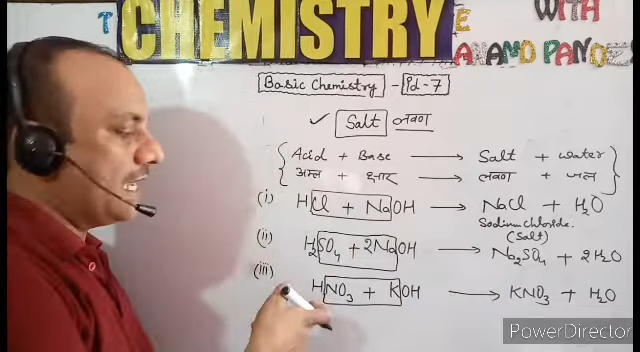 T CHEMISTRY E WITH
ANAND PANDE
Basic Chemistry - Pd-7
✓ Salt लवण
Acid + Base → Salt + water
अम्ल + क्षार → लवण + जल
(i) HCl + NaOH → NaCl + H₂O
Sodium chloride.
(Salt)
(ii) H₂SO₄ + 2NaOH → Na₂SO₄ + 2H₂O
(iii) HNO₃ + KOH → KNO₃ + H₂O
PowerDirector